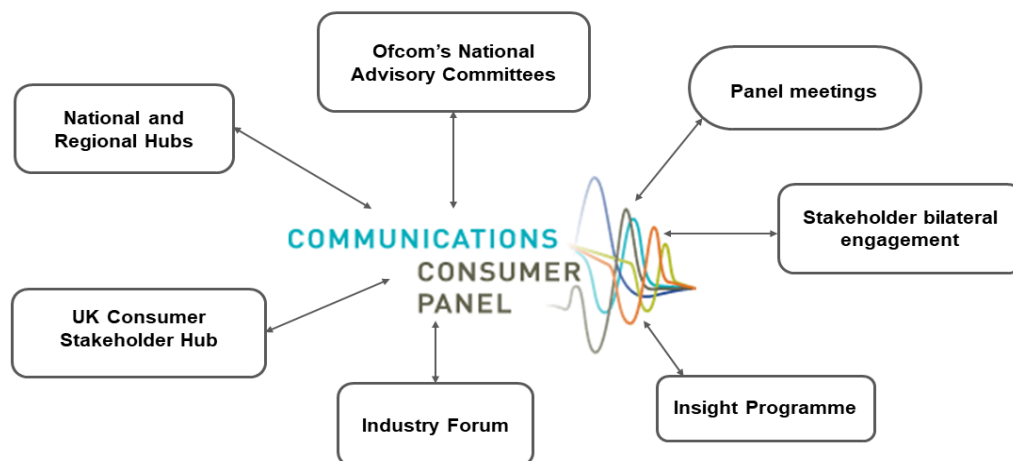 Ofcom’s National
Advisory Committees
Panel meetings
National and
Regional Hubs
Stakeholder bilateral
engagement
COMMUNICATIONS
CONSUMER
PANEL
UK Consumer
Stakeholder Hub
Insight Programme
Industry Forum